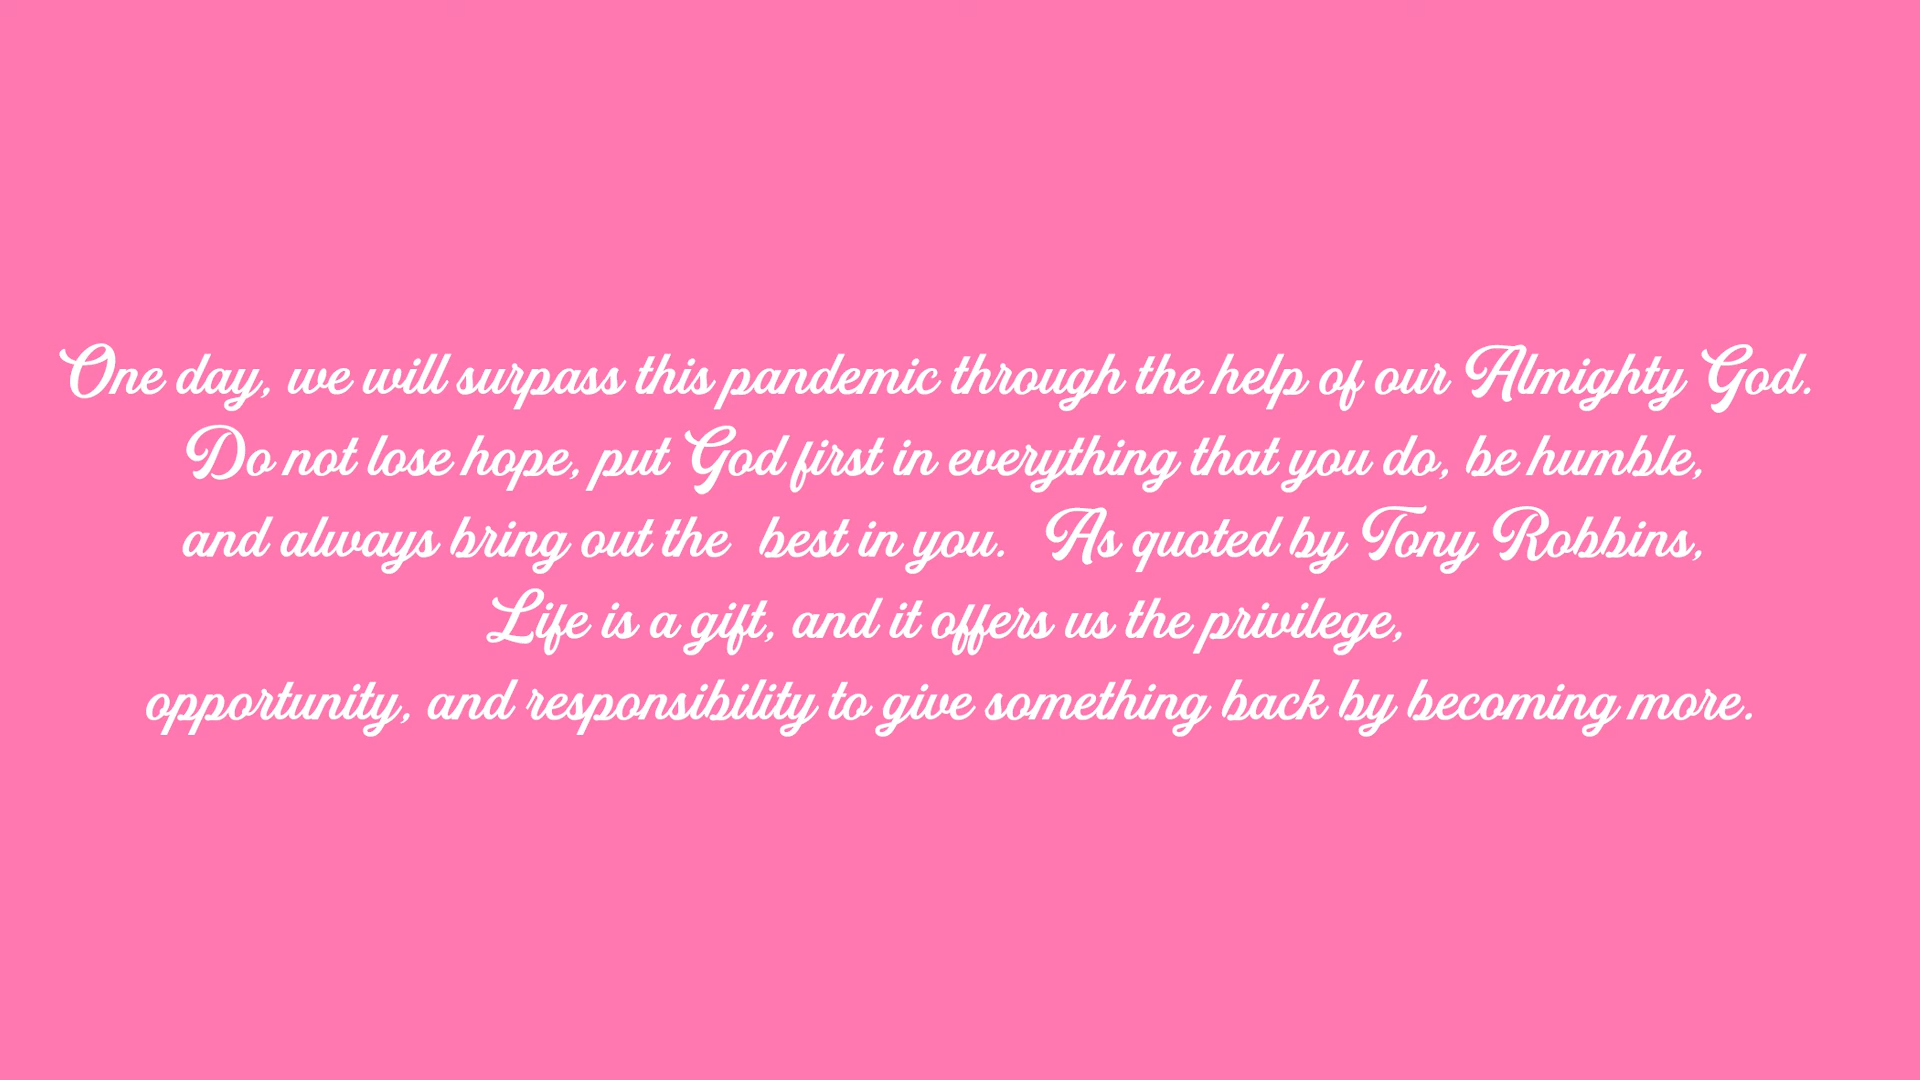 One day, we will surpass this pandemic through the help of our Almighty God.
Do not lose hope, put God first in everything that you do, be humble,
and always bring out the  best in you.  As quoted by Tony Robbins,
Life is a gift, and it offers us the privilege,
opportunity, and responsibility to give something back by becoming more.